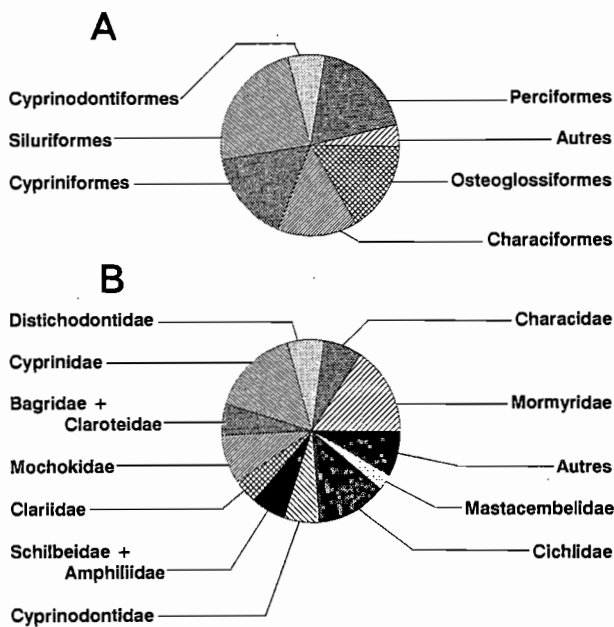 A
Cyprinodontiformes
Siluriformes
Cypriniformes
Perciformes
Autres
Osteoglossiformes
Characiformes
B
Distichodontidae
Cyprinidae
Bagridae +
Claroteidae
Mochokidae
Clariidae
Schilbeidae +
Amphiliidae
Cyprinodontidae
Characidae
Mormyridae
Autres
Mastacembelidae
Cichlidae